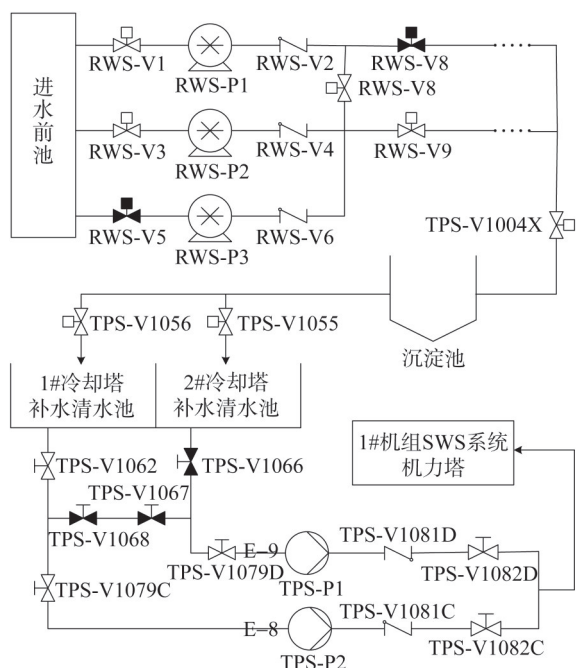 进水前池
RWS-V1
RWS-P1
RWS-V2
RWS-V8
RWS-V8
RWS-V3
RWS-P2
RWS-V4
RWS-V9
RWS-V5
RWS-P3
RWS-V6
TPS-V1004X
TPS-V1056
TPS-V1055
沉淀池
1#冷却塔
补水清水池
2#冷却塔
补水清水池
1#机组SWS系统
机力塔
TPS-V1062
TPS-V1066
TPS-V1067
TPS-V1068
TPS-V1079C
TPS-V1079D
E-9
TPS-P1
TPS-V1081D
TPS-V1082D
E-8
TPS-P2
TPS-V1081C
TPS-V1082C